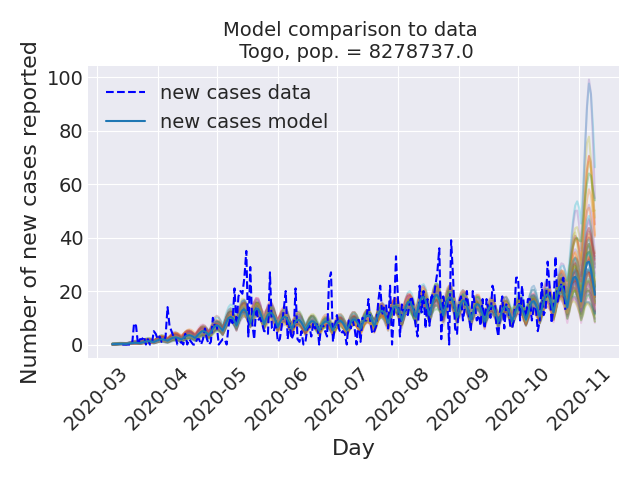 Model comparison to data
Togo, pop. = 8278737.0
Number of new cases reported
100
80
60
40
20
0
new cases data
new cases model
2020-03
2020-04
2020-05
2020-06
2020-07
2020-08
2020-09
2020-10
2020-11
Day